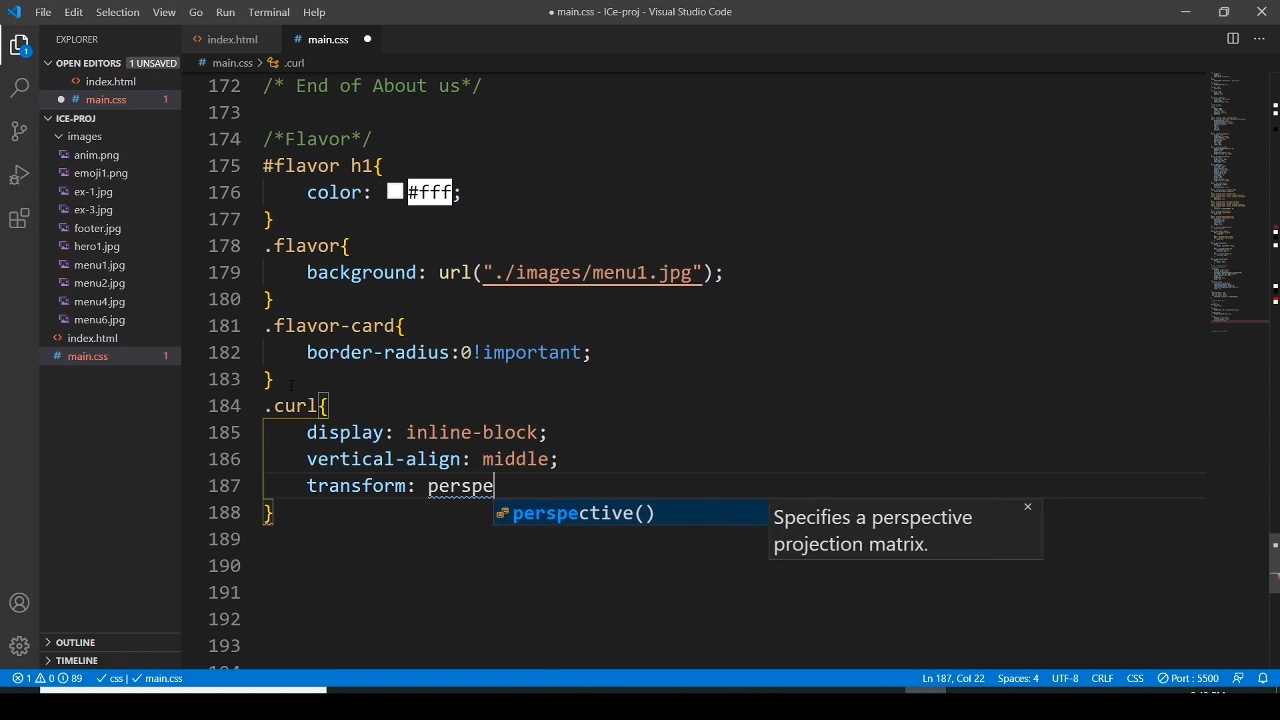 File Edit Selection View Go Run Terminal Help
● main.css - ICe-proj - Visual Studio Code
EXPLORER
index.html
main.css
OPEN EDITORS 1 UNSAVED
main.css > .curl
index.html
main.css 1
ICE-PROJ
images
anim.png
emoji1.png
ex-1.jpg
ex-3.jpg
footer.jpg
hero1.jpg
menu1.jpg
menu2.jpg
menu4.jpg
menu6.jpg
index.html
main.css 1
OUTLINE
TIMELINE
1
172 /* End of About us*/
173
174 /*Flavor*/
175 #flavor h1{
176 color: #fff;
177 }
178 .flavor{
179 background: url("./images/menu1.jpg");
180 }
181 .flavor-card{
182 border-radius:0!important;
183 }
184 .curl{
185 display: inline-block;
186 vertical-align: middle;
187 transform: perspe
188 }
189
190
191
192
193
perspective()
Specifies a perspective
projection matrix.
1 0 89 css | main.css
Ln 187, Col 22 Spaces: 4 UTF-8 CRLF CSS Port : 5500